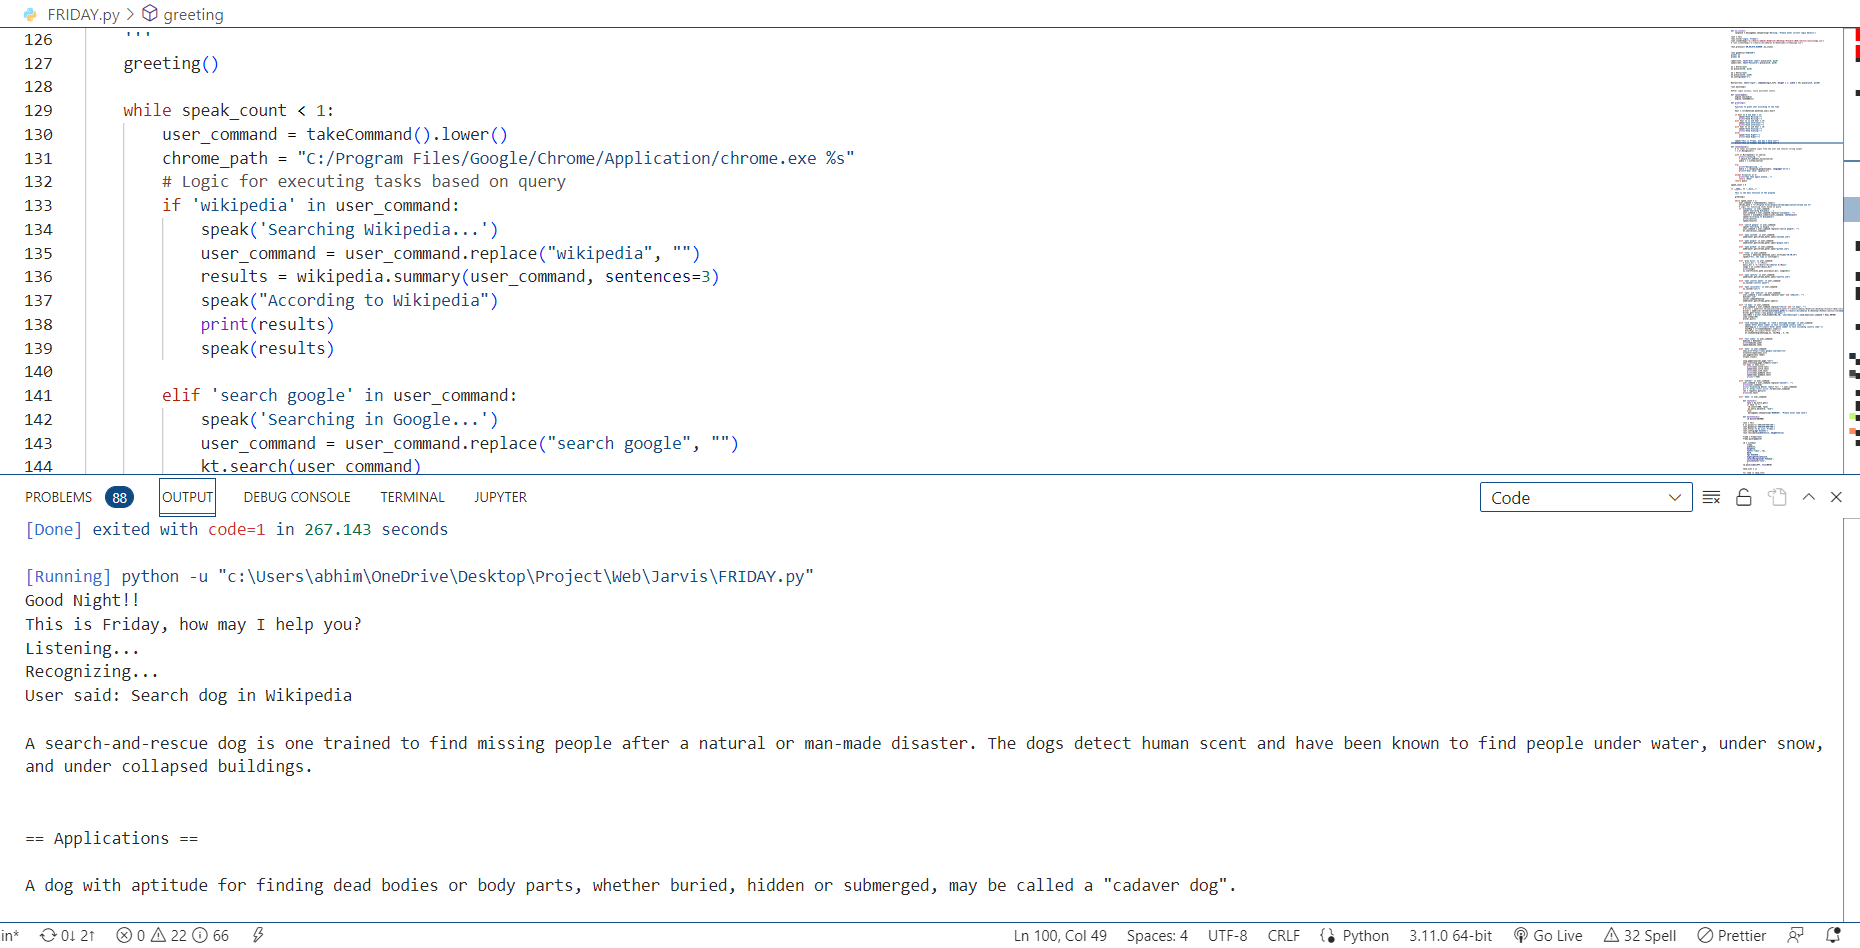 FRIDAY.py > greeting
126 '''
127 greeting()
128
129 while speak_count < 1:
130 user_command = takeCommand().lower()
131 chrome_path = "C:/Program Files/Google/Chrome/Application/chrome.exe %s"
132 # Logic for executing tasks based on query
133 if 'wikipedia' in user_command:
134 speak('Searching Wikipedia...')
135 user_command = user_command.replace("wikipedia", "")
136 results = wikipedia.summary(user_command, sentences=3)
137 speak("According to Wikipedia")
138 print(results)
139 speak(results)
140
141 elif 'search google' in user_command:
142 speak('Searching in Google...')
143 user_command = user_command.replace("search google", "")
144 kt.search(user_command)
PROBLEMS 88 OUTPUT DEBUG CONSOLE TERMINAL JUPYTER Code
[Done] exited with code=1 in 267.143 seconds
[Running] python -u "c:\Users\abhim\OneDrive\Desktop\Project\Web\Jarvis\FRIDAY.py"
Good Night!!
This is Friday, how may I help you?
Listening...
Recognizing...
User said: Search dog in Wikipedia
A search-and-rescue dog is one trained to find missing people after a natural or man-made disaster. The dogs detect human scent and have been known to find people under water, under snow,
and under collapsed buildings.
== Applications ==
A dog with aptitude for finding dead bodies or body parts, whether buried, hidden or submerged, may be called a "cadaver dog".
in* 0↓ 2↑ 0 22 66 Ln 100, Col 49 Spaces: 4 UTF-8 CRLF Python 3.11.0 64-bit Go Live 32 Spell Prettier